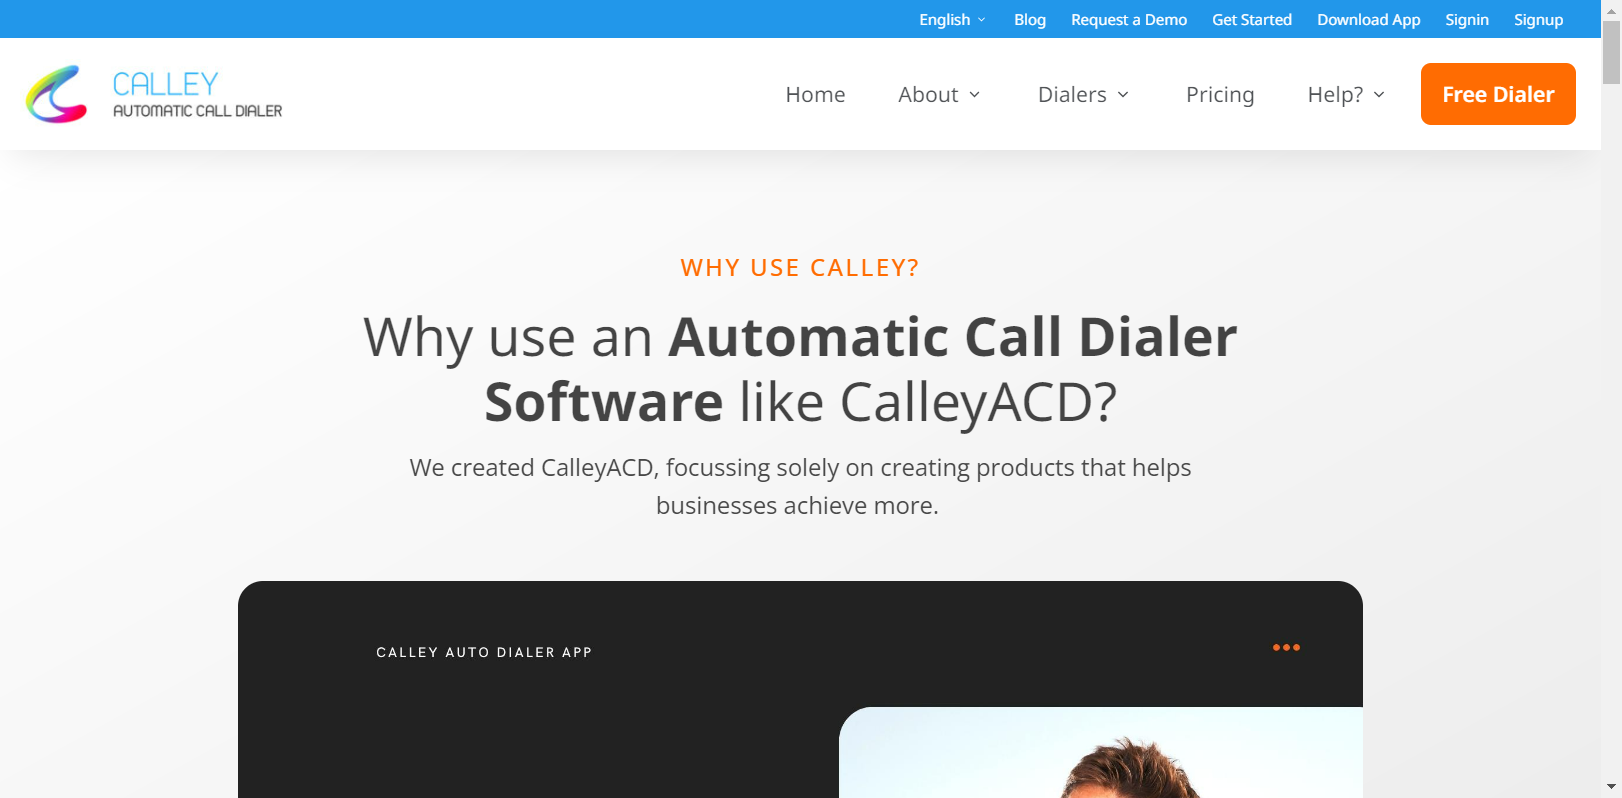 English Blog Request a Demo Get Started Download App Signin Signup
CALLEY
AUTOMATIC CALL DIALER
Home About Dialers Pricing Help? Free Dialer
WHY USE CALLEY?
Why use an Automatic Call Dialer
Software like CalleyACD?
We created CalleyACD, focussing solely on creating products that helps
businesses achieve more.
CALLEY AUTO DIALER APP